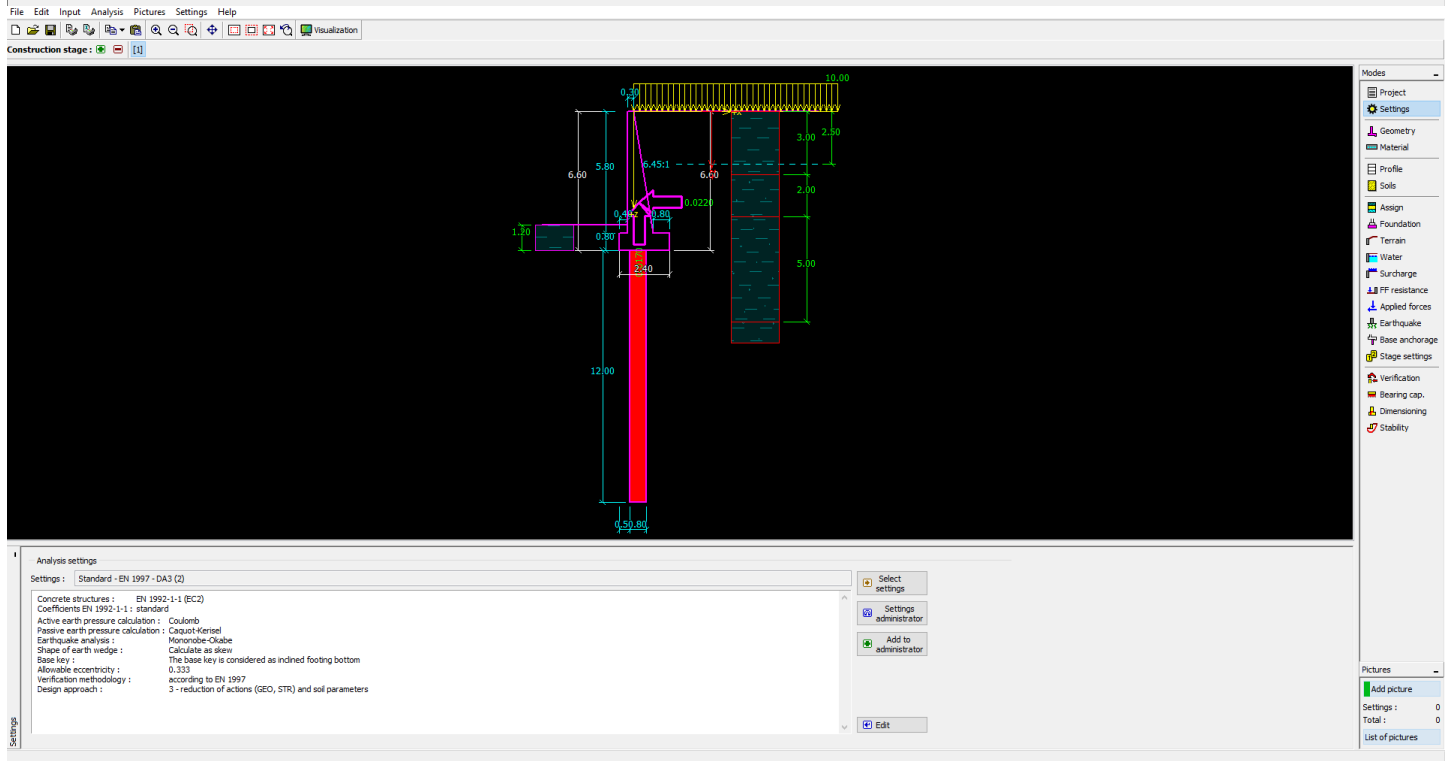 File Edit Input Analysis Pictures Settings Help
Visualization
Construction stage : [1]
10.00
0.30
+x
3.00 2.50
5.80 6.45:1
6.60 6.60
2.00
0.0220
0.40 +z 0.80
1.20
0.80
2.40
5.00
12.00
0.50.80
Modes
Project
Settings
Geometry
Material
Profile
Soils
Assign
Foundation
Terrain
Water
Surcharge
FF resistance
Applied forces
Earthquake
Base anchorage
Stage settings
Verification
Bearing cap.
Dimensioning
Stability
Analysis settings
Settings : Standard - EN 1997 - DA3 (2)
Concrete structures : EN 1992-1-1 (EC2)
Coefficients EN 1992-1-1 : standard
Active earth pressure calculation : Coulomb
Passive earth pressure calculation : Caquot-Kerisel
Earthquake analysis : Mononobe-Okabe
Shape of earth wedge : Calculate as skew
Base key : The base key is considered as inclined footing bottom
Allowable eccentricity : 0.333
Verification methodology : according to EN 1997
Design approach : 3 - reduction of actions (GEO, STR) and soil parameters
Select
settings
Settings
administrator
Add to
administrator
Edit
Settings
Pictures
Add picture
Settings : 0
Total : 0
List of pictures